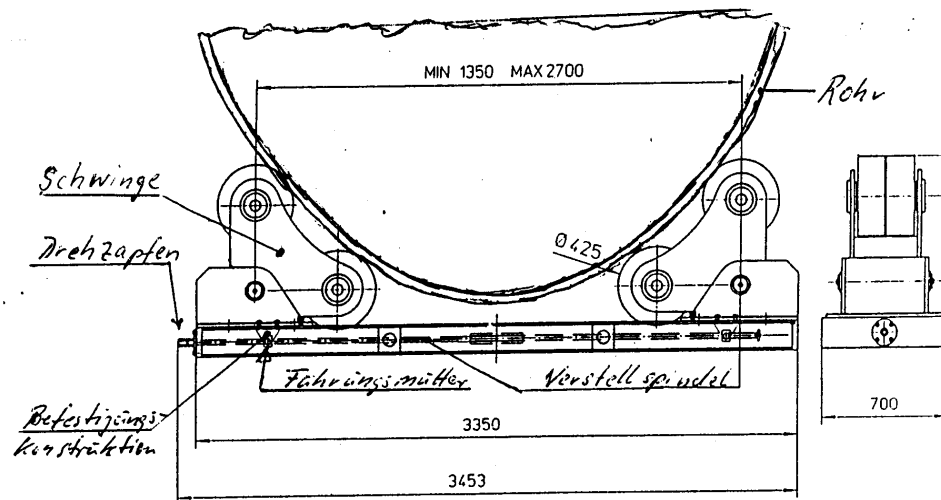 MIN 1350 MAX 2700
Rohr
Schwinge
Drehzapfen
Ø425
Führungsmutter
Verstellspindel
Befestigungs-
konstruktion
700
3350
3453